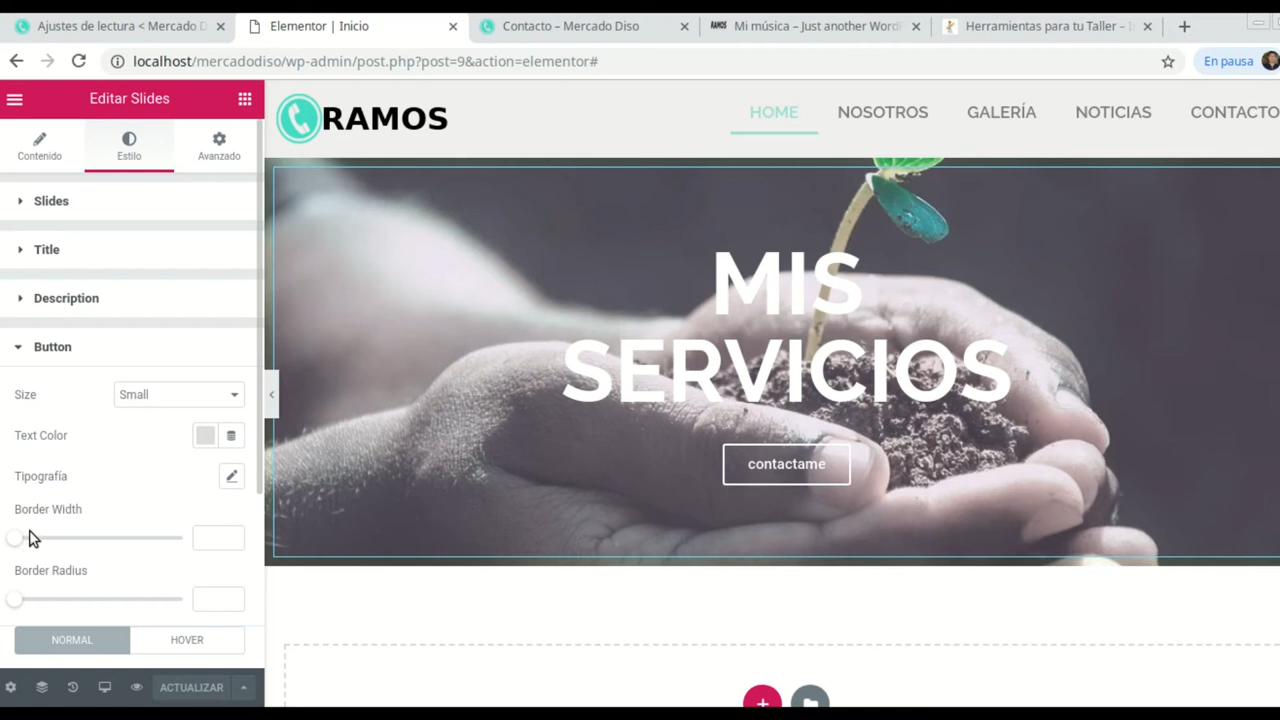 Ajustes de lectura < Mercado D
Elementor | Inicio
Contacto – Mercado Diso
RAMOS Mi música – Just another Word
Herramientas para tu Taller –
localhost/mercadodiso/wp-admin/post.php?post=9&action=elementor#
En pausa
Editar Slides
Contenido
Estilo
Avanzado
Slides
Title
Description
Button
Size
Small
Text Color
Tipografía
Border Width
Border Radius
NORMAL
HOVER
ACTUALIZAR
RAMOS
HOME
NOSOTROS
GALERÍA
NOTICIAS
CONTACTO
MIS
SERVICIOS
contactame